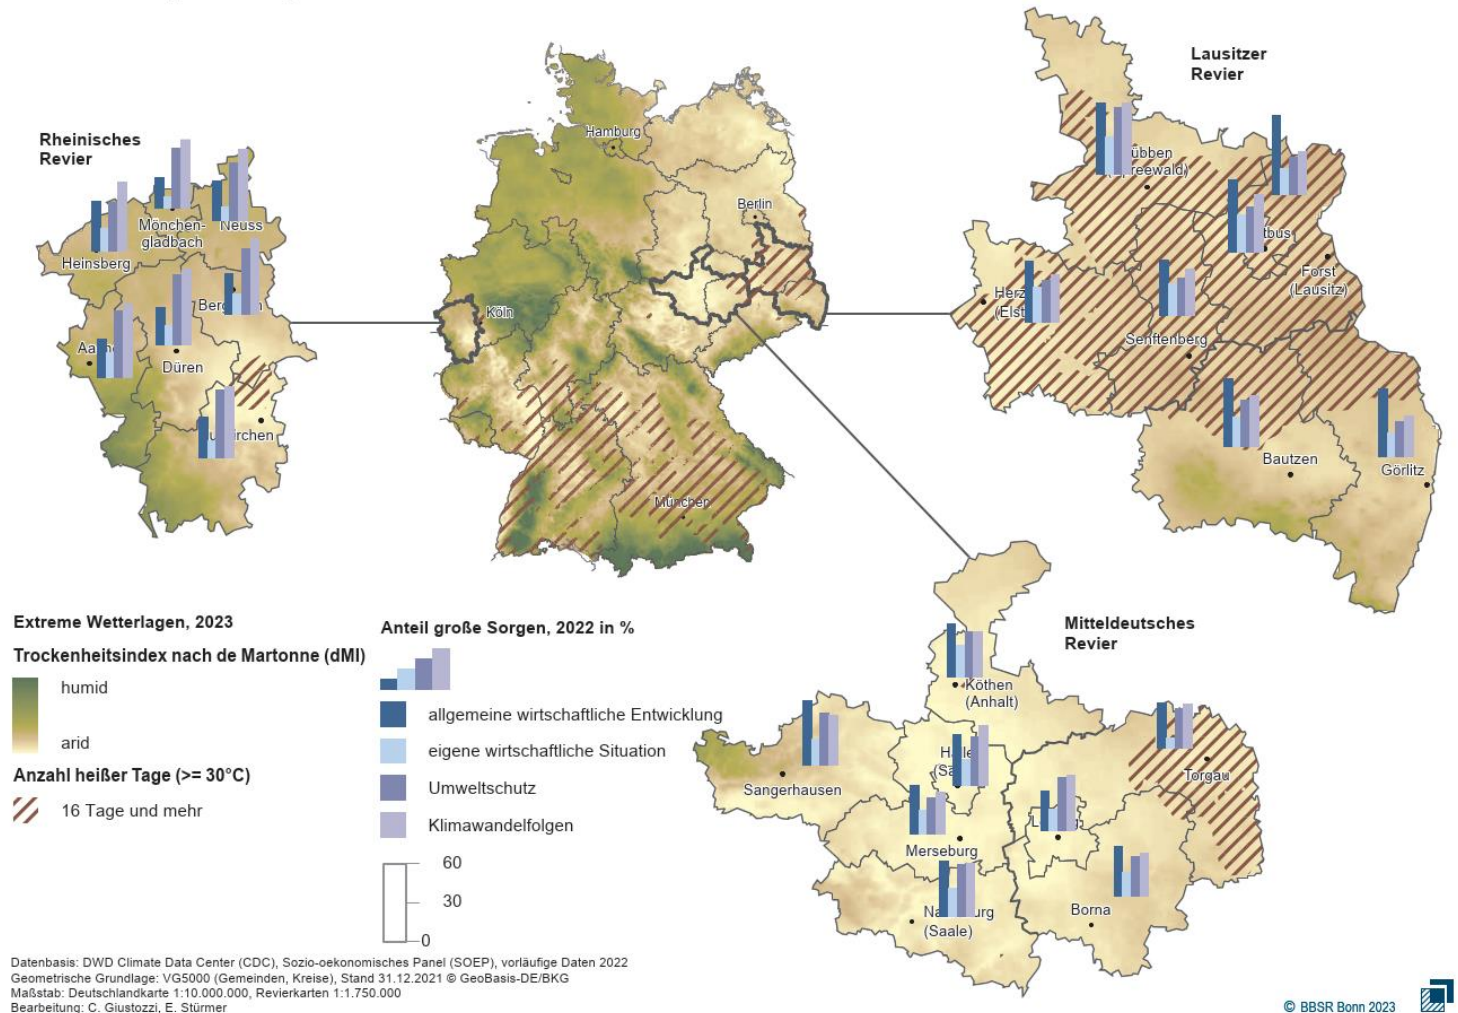 Rheinisches
Revier
Mönchen-
gladbach
Neuss
Heinsberg
Düren
Hamburg
Berlin
Köln
München
Lausitzer
Revier
Forst
(Lausitz)
Senftenberg
Bautzen
Görlitz
Mitteldeutsches
Revier
Köthen
(Anhalt)
Sangerhausen
Merseburg
Torgau
Borna
(Saale)
Extreme Wetterlagen, 2023
Trockenheitsindex nach de Martonne (dMI)
humid
arid
Anzahl heißer Tage (>= 30°C)
16 Tage und mehr
Anteil große Sorgen, 2022 in %
allgemeine wirtschaftliche Entwicklung
eigene wirtschaftliche Situation
Umweltschutz
Klimawandelfolgen
60
30
0
Datenbasis: DWD Climate Data Center (CDC), Sozio-oekonomisches Panel (SOEP), vorläufige Daten 2022
Geometrische Grundlage: VG5000 (Gemeinden, Kreise), Stand 31.12.2021 © GeoBasis-DE/BKG
Maßstab: Deutschlandkarte 1:10.000.000, Revierkarten 1:1.750.000
Bearbeitung: C. Giustozzi, E. Stürmer
© BBSR Bonn 2023